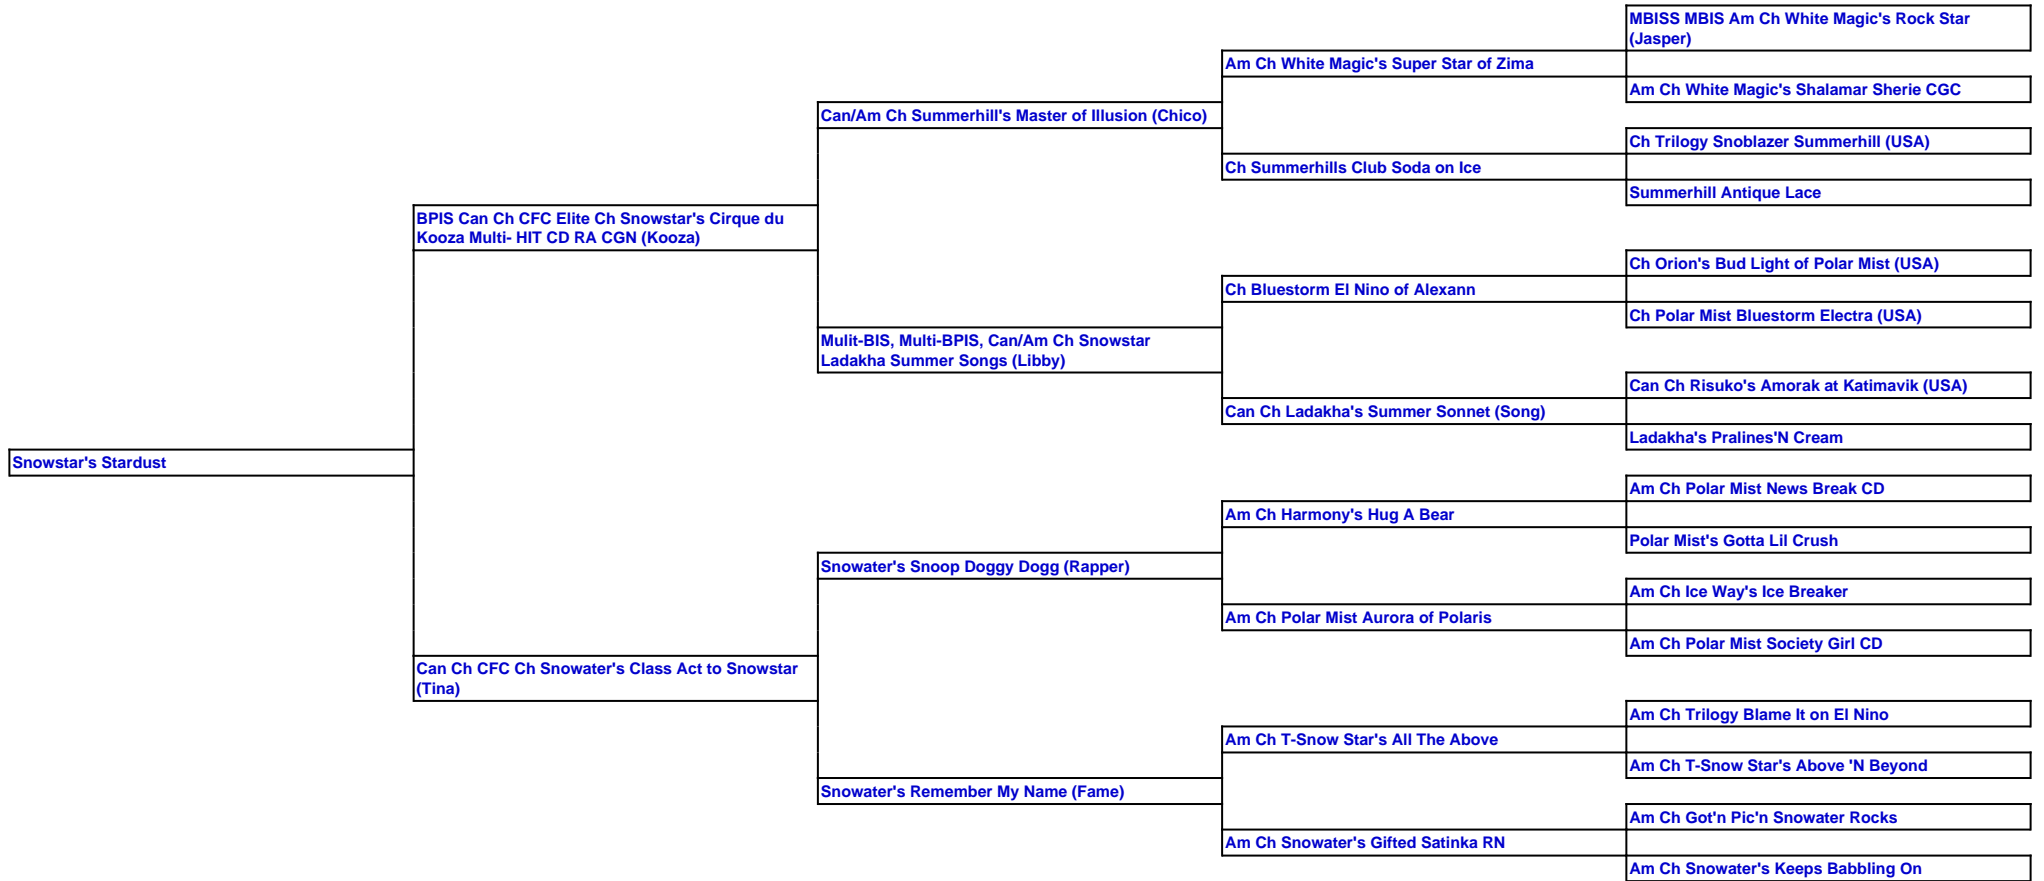 MBISS MBIS Am Ch White Magic's Rock Star
(Jasper)
Am Ch White Magic's Super Star of Zima
Am Ch White Magic's Shalamar Sherie CGC
Can/Am Ch Summerhill's Master of Illusion (Chico)
Ch Trilogy Snoblazer Summerhill (USA)
Ch Summerhills Club Soda on Ice
Summerhill Antique Lace
BPIS Can Ch CFC Elite Ch Snowstar's Cirque du
Kooza Multi- HIT CD RA CGN (Kooza)
Ch Orion's Bud Light of Polar Mist (USA)
Ch Bluestorm El Nino of Alexann
Ch Polar Mist Bluestorm Electra (USA)
Mulit-BIS, Multi-BPIS, Can/Am Ch Snowstar
Ladakha Summer Songs (Libby)
Can Ch Risuko's Amorak at Katimavik (USA)
Can Ch Ladakha's Summer Sonnet (Song)
Ladakha's Pralines'N Cream
Snowstar's Stardust
Am Ch Polar Mist News Break CD
Am Ch Harmony's Hug A Bear
Polar Mist's Gotta Lil Crush
Snowater's Snoop Doggy Dogg (Rapper)
Am Ch Ice Way's Ice Breaker
Am Ch Polar Mist Aurora of Polaris
Am Ch Polar Mist Society Girl CD
Can Ch CFC Ch Snowater's Class Act to Snowstar
(Tina)
Am Ch Trilogy Blame It on El Nino
Am Ch T-Snow Star's All The Above
Am Ch T-Snow Star's Above 'N Beyond
Snowater's Remember My Name (Fame)
Am Ch Got'n Pic'n Snowater Rocks
Am Ch Snowater's Gifted Satinka RN
Am Ch Snowater's Keeps Babbling On